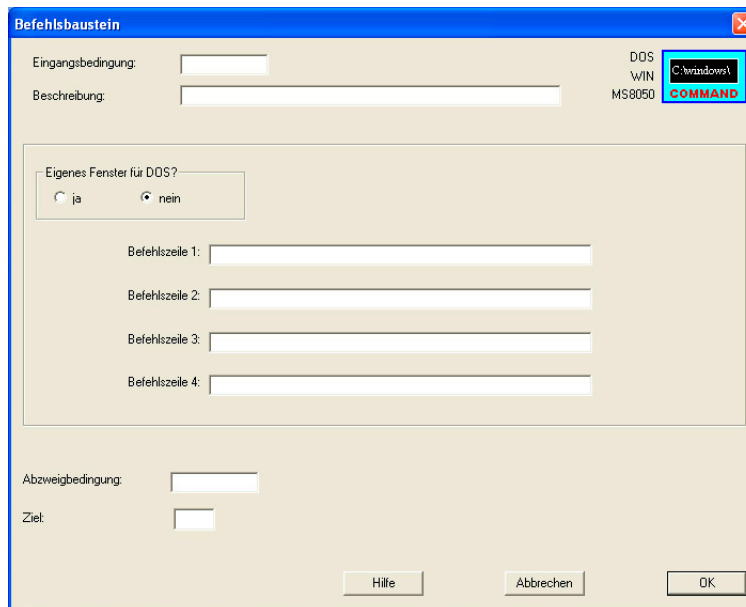 Befehlsbaustein
Eingangsbedingung:
DOS
WIN
MS8050
C:\windows\
COMMAND
Beschreibung:
Eigenes Fenster für DOS?
ja nein
Befehlszeile 1:
Befehlszeile 2:
Befehlszeile 3:
Befehlszeile 4:
Abzweigbedingung:
Ziel:
Hilfe Abbrechen OK